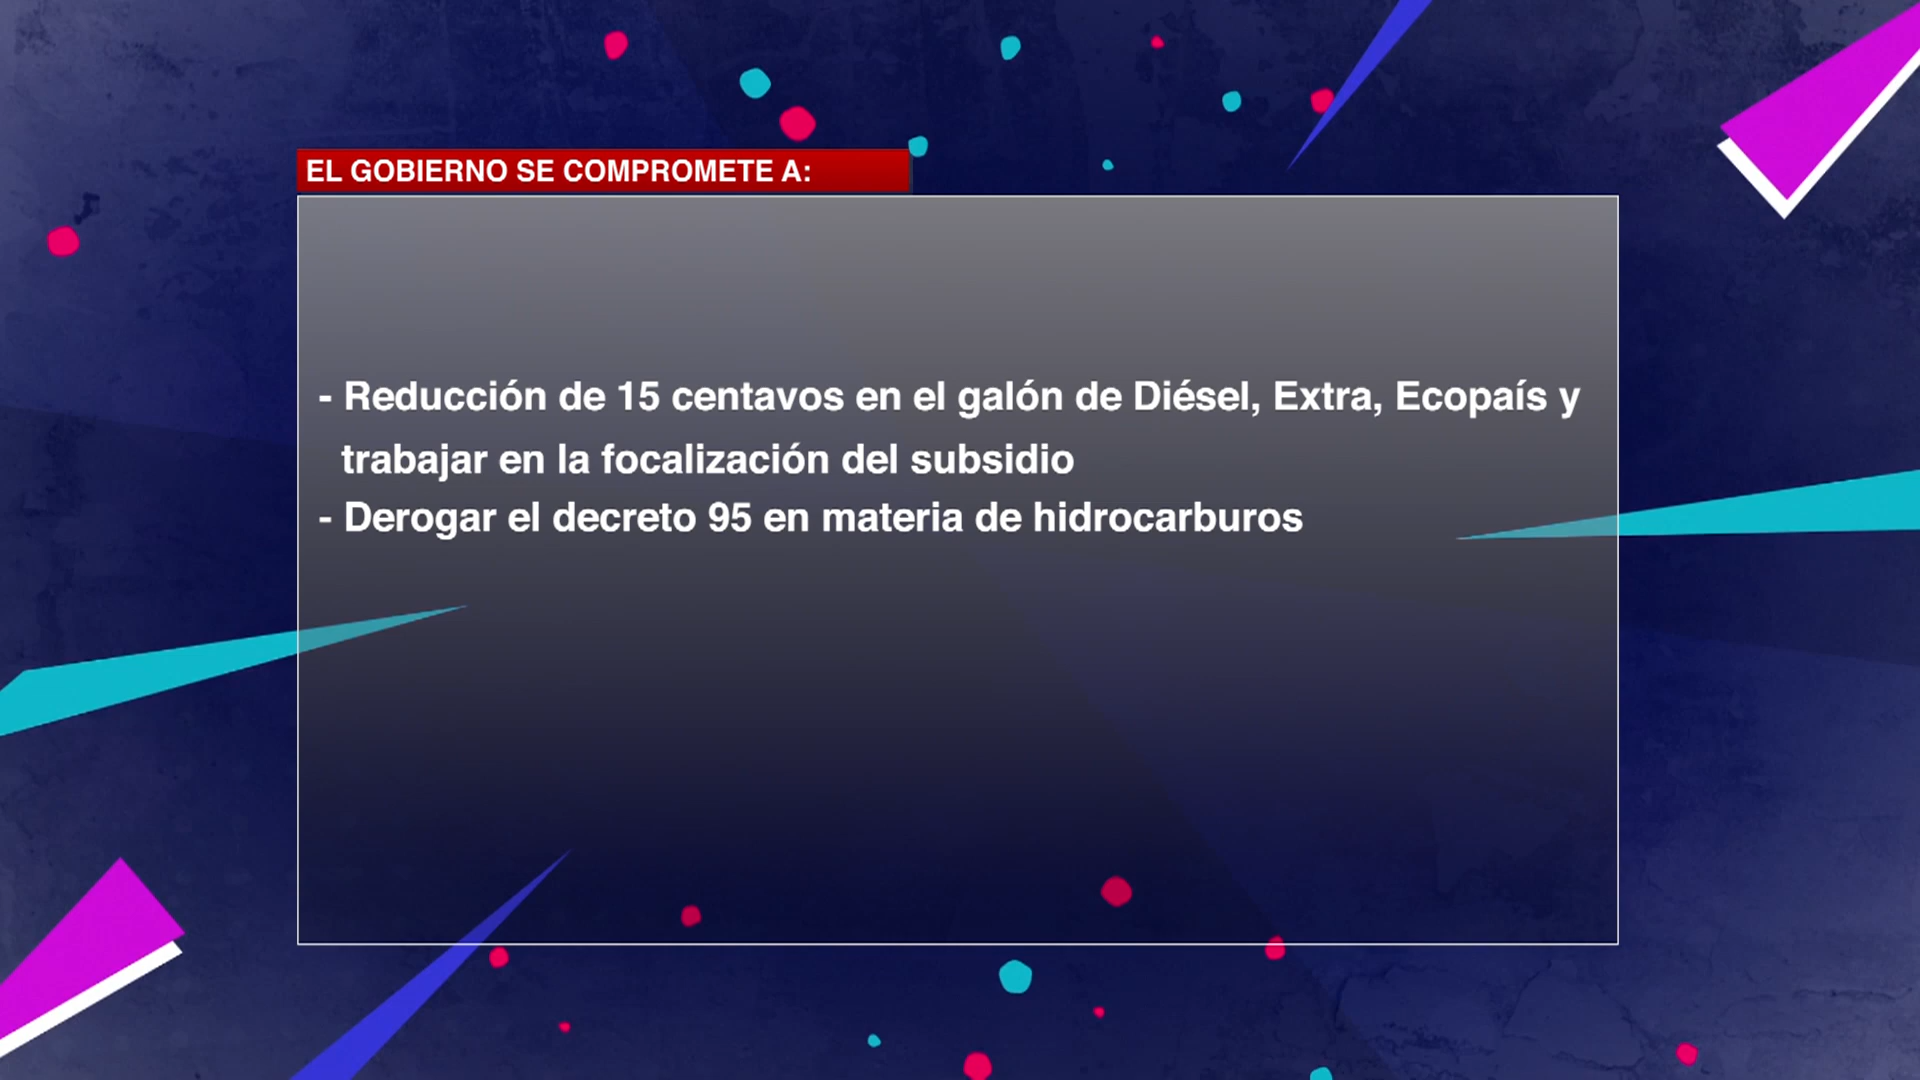 EL GOBIERNO SE COMPROMETE A:
- Reducción de 15 centavos en el galón de Diésel, Extra, Ecopaís y
trabajar en la focalización del subsidio
- Derogar el decreto 95 en materia de hidrocarburos